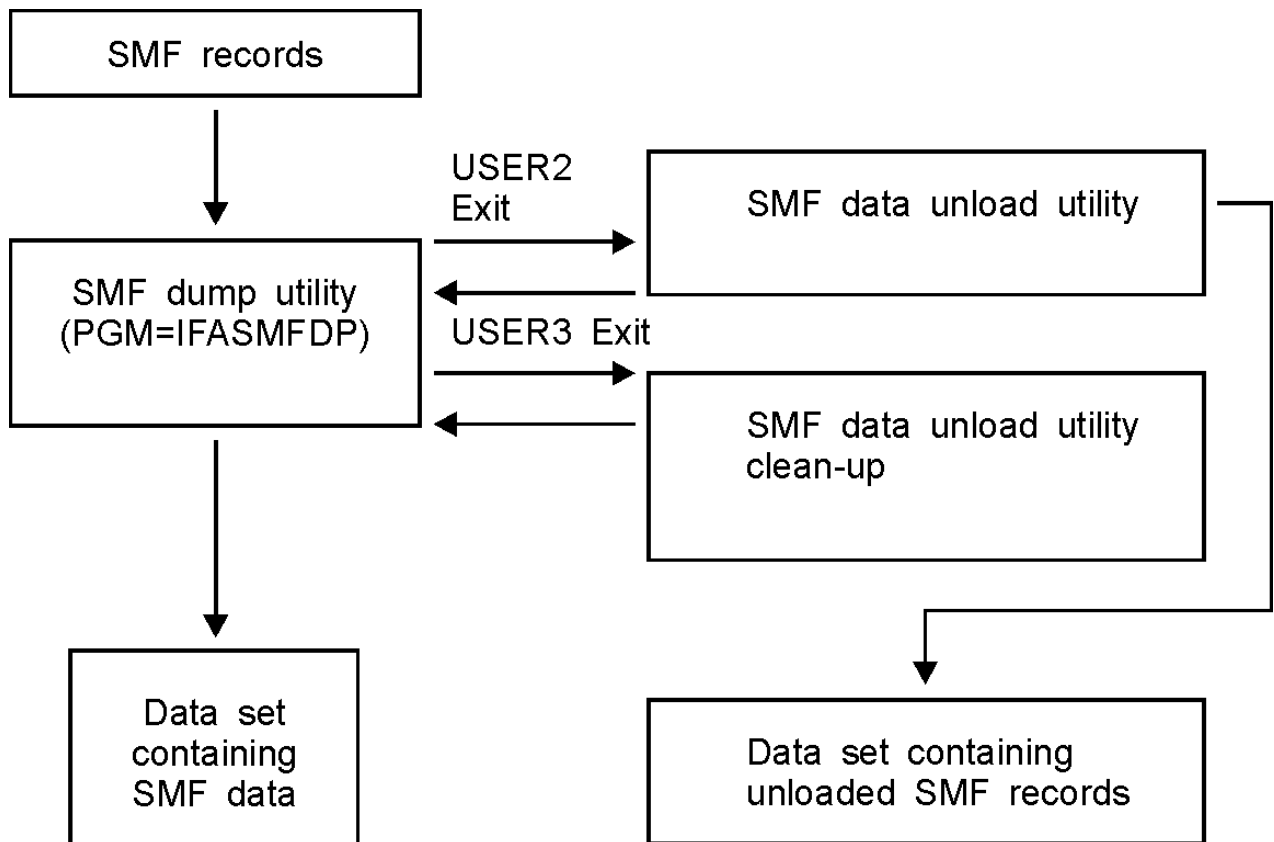 SMF records
USER2
Exit
SMF data unload utility
SMF dump utility
(PGM=IFASMFDP)
USER3 Exit
SMF data unload utility
clean-up
Data set
containing
SMF data
Data set containing
unloaded SMF records